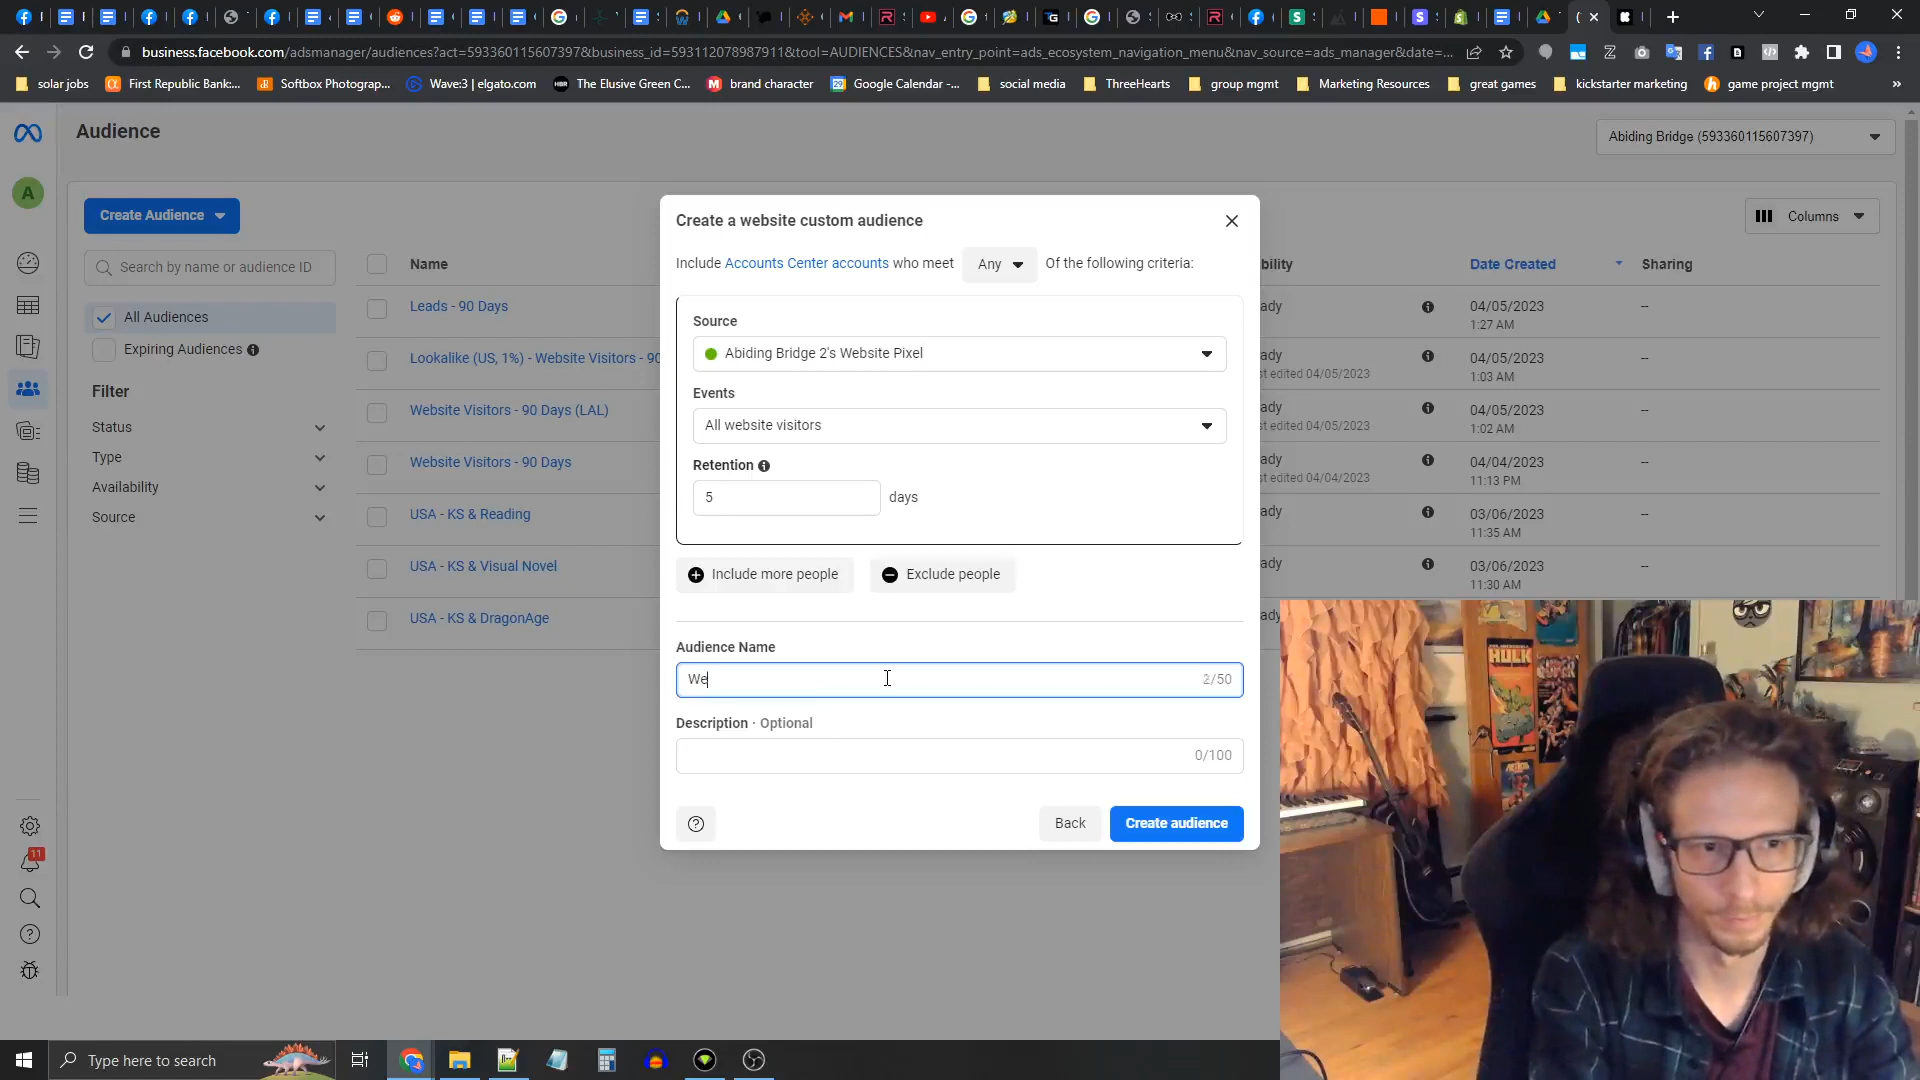 business.facebook.com/adsmanager/audiences?act=593360115607397&business_id=593112078987911&tool=AUDIENCES&nav_entry_point=ads_ecosystem_navigation_menu&nav_source=ads_manager&date=...
solar jobs
First Republic Bank:...
Softbox Photograp...
Wave:3 | elgato.com
HBR
The Elusive Green C...
brand character
Google Calendar -...
social media
ThreeHearts
group mgmt
Marketing Resources
great games
kickstarter marketing
game project mgmt
»
Audience
Abiding Bridge (593360115607397)
A
Create Audience
Columns
Search by name or audience ID
All Audiences
Expiring Audiences
Filter
Status
Type
Availability
Source
Name
Leads - 90 Days
Lookalike (US, 1%) - Website Visitors - 90
Website Visitors - 90 Days (LAL)
Website Visitors - 90 Days
USA - KS & Reading
USA - KS & Visual Novel
USA - KS & DragonAge
Create a website custom audience
Include Accounts Center accounts who meet Any Of the following criteria:
Source
Abiding Bridge 2's Website Pixel
Events
All website visitors
Retention
5 days
Include more people
Exclude people
Audience Name
We 2/50
Description · Optional
0/100
Back
Create audience
bility
Date Created
Sharing
ady
04/05/2023
1:27 AM
--
ady
st edited 04/05/2023
04/05/2023
1:03 AM
--
ady
st edited 04/05/2023
04/05/2023
1:02 AM
--
ady
st edited 04/04/2023
04/04/2023
11:13 PM
--
ady
03/06/2023
11:35 AM
--
ady
03/06/2023
11:30 AM
--
ady
11
HULK
Type here to search